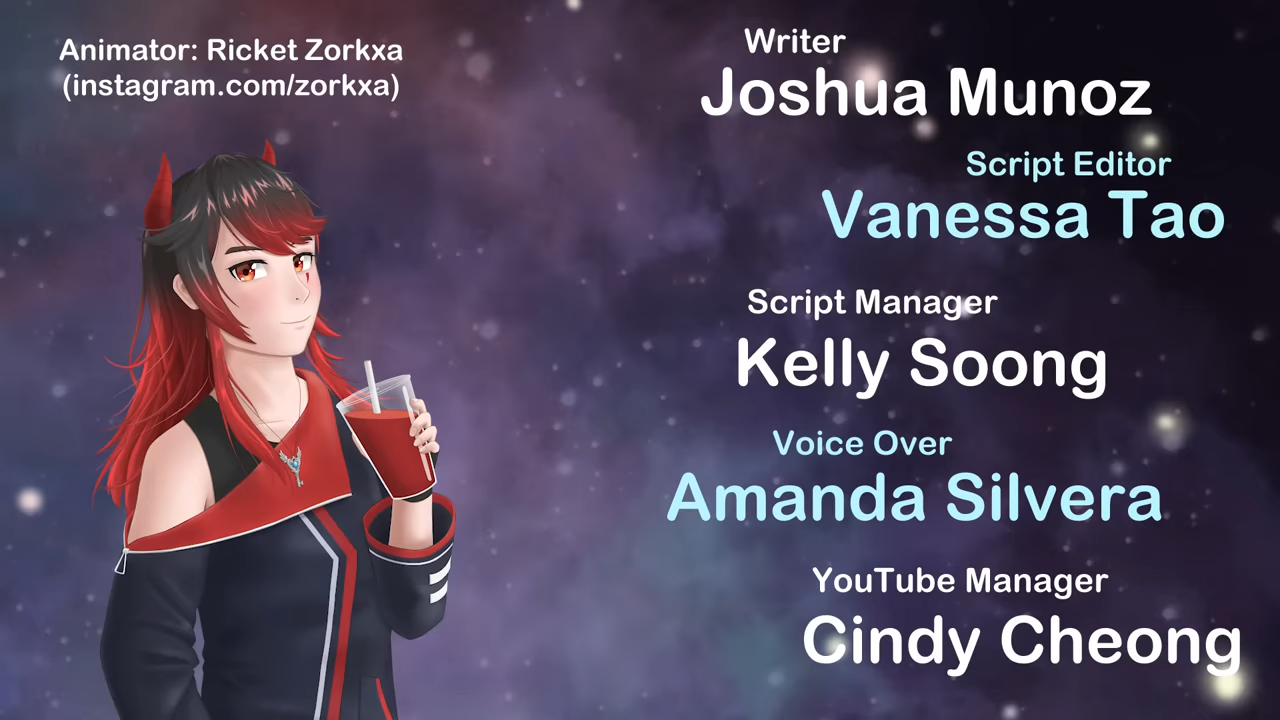 Animator: Ricket Zorkxa
(instagram.com/zorkxa)
Writer
Joshua Munoz
Script Editor
Vanessa Tao
Script Manager
Kelly Soong
Voice Over
Amanda Silvera
YouTube Manager
Cindy Cheong